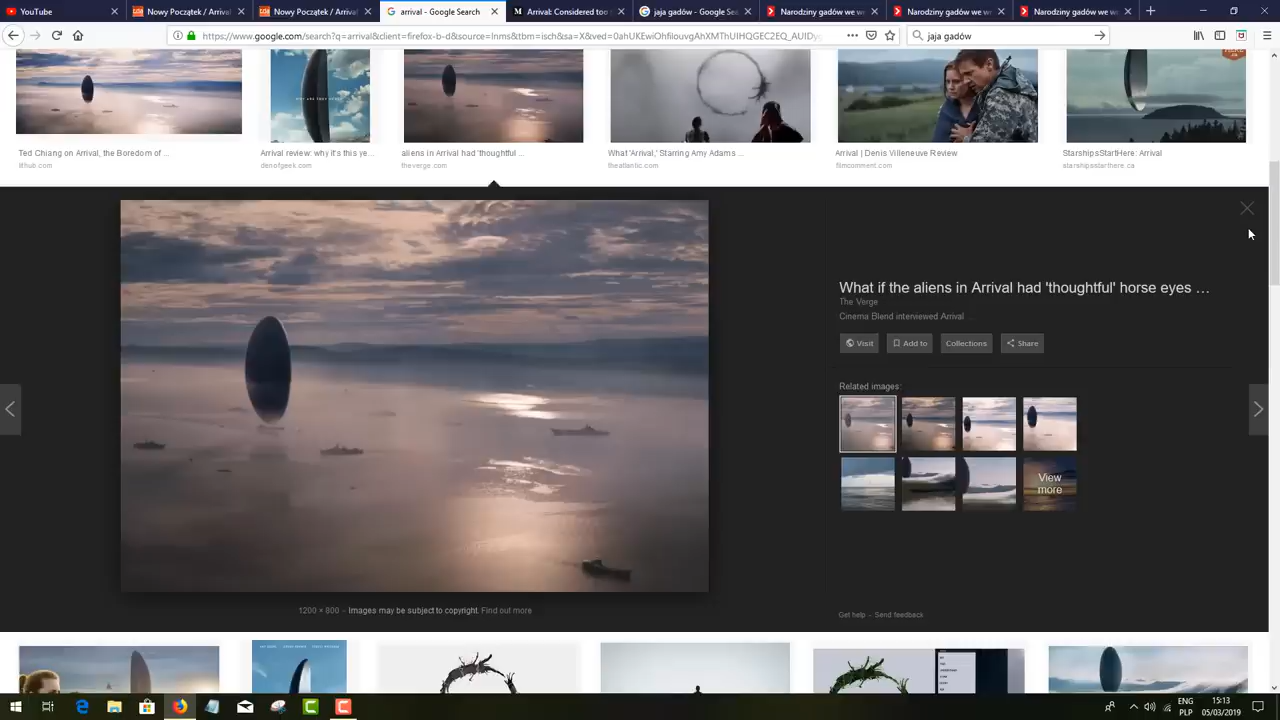 YouTube
Nowy Początek / Arrival
Nowy Początek / Arrival
arrival - Google Search
Arrival: Considered too d
jaja gadów - Google Sea
Narodziny gadów we w
Narodziny gadów we w
Narodziny gadów we w
https://www.google.com/search?q=arrival&client=firefox-b-d&source=lnms&tbm=isch&sa=X&ved=
jaja gadów
WHY ARE THEY HERE?
Ted Chiang on Arrival, the Boredom of ...
lithub.com
Arrival review: why it's this ye...
denofgeek.com
aliens in Arrival had 'thoughtful ...
theverge.com
What 'Arrival,' Starring Amy Adams ...
theatlantic.com
Arrival | Denis Villeneuve Review
filmcomment.com
StarshipsStartHere: Arrival
starshipsstarthere.ca
What if the aliens in Arrival had 'thoughtful' horse eyes ...
The Verge
Cinema Blend interviewed Arrival
Visit
Add to
Collections
Share
Related images:
View
more
1200 × 800 - Images may be subject to copyright. Find out more
Get help - Send feedback
ENG
PLP
15:13
05/03/2019